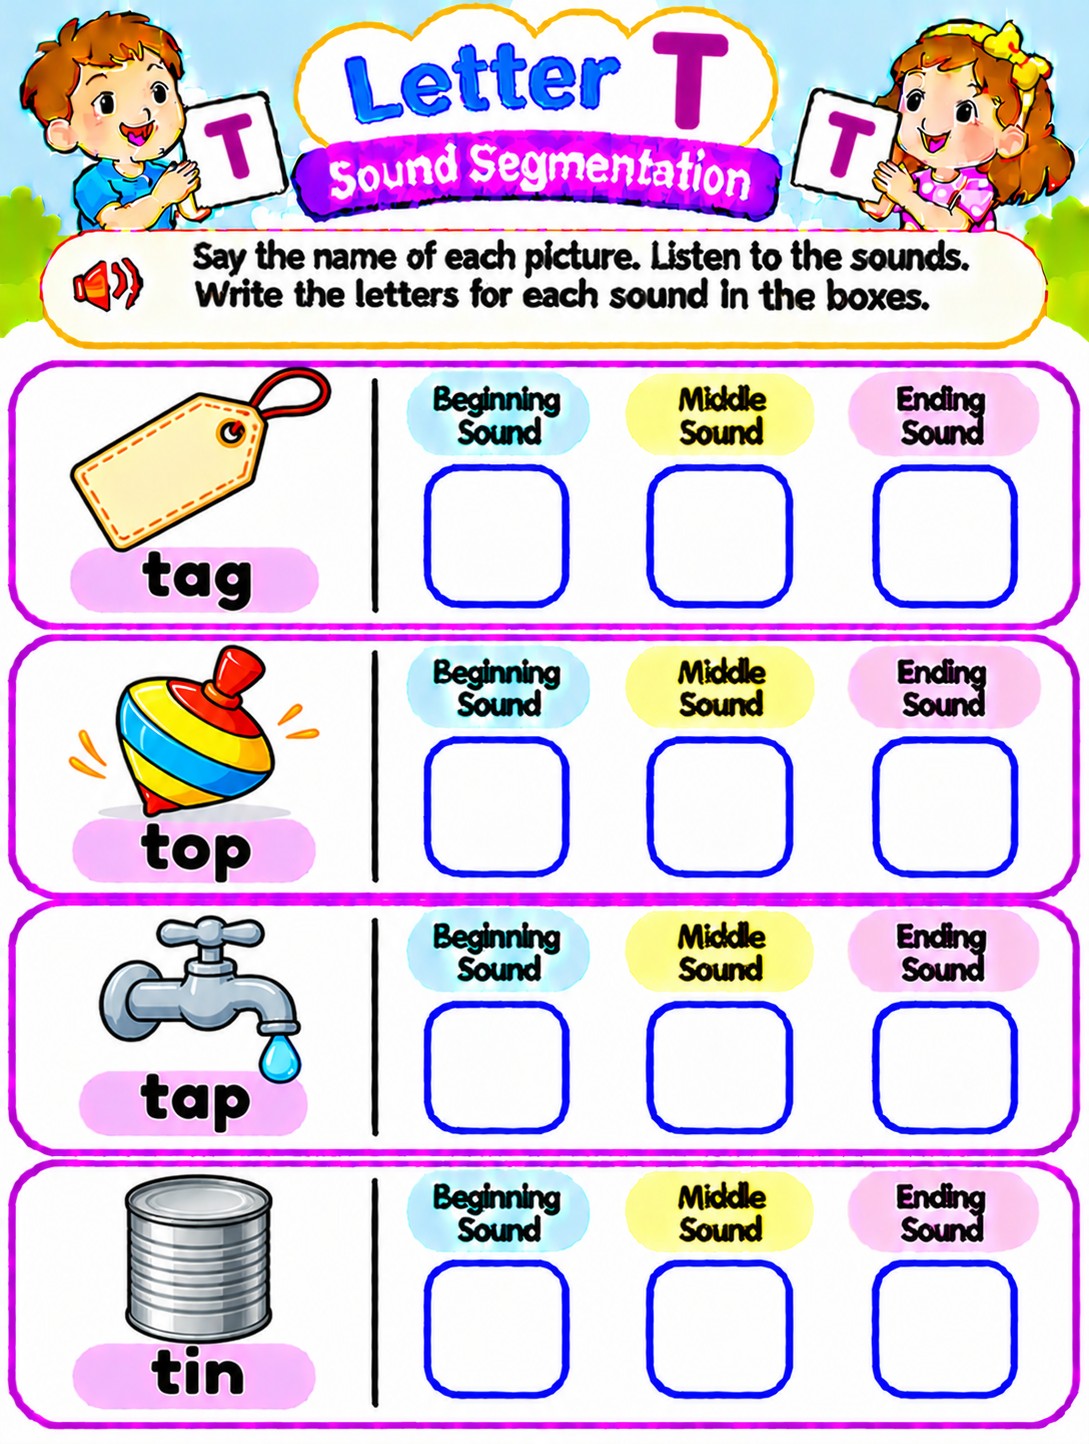 Letter T
Sound Segmentation
T
T
Say the name of each picture. Listen to the sounds.
Write the letters for each sound in the boxes.
tag
Beginning
Sound
Middle
Sound
Ending
Sound
top
Beginning
Sound
Middle
Sound
Ending
Sound
tap
Beginning
Sound
Middle
Sound
Ending
Sound
tin
Beginning
Sound
Middle
Sound
Ending
Sound